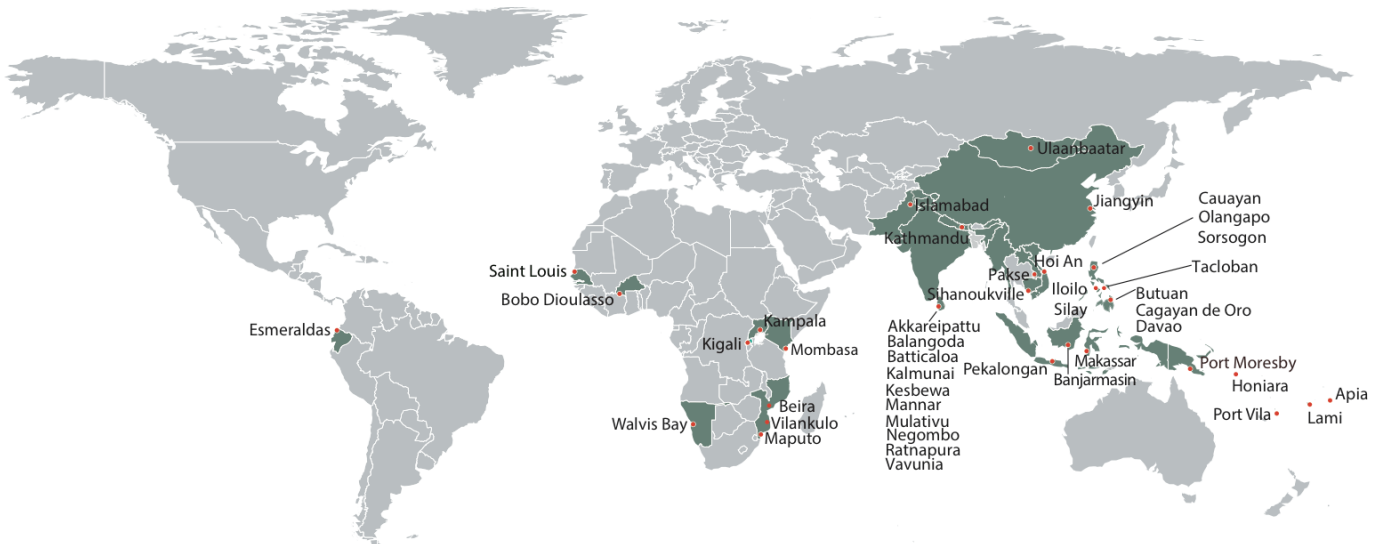 Ulaanbaatar
Islamabad
Jiangyin
Kathmandu
Cauayan
Olangapo
Sorsogon
Saint Louis
Bobo Dioulasso
Hoi An
Pakse
Tacloban
Sihanoukville
Iloilo
Silay
Butuan
Cagayan de Oro
Davao
Esmeraldas
Kampala
Kigali
Mombasa
Akkareipattu
Balangoda
Batticaloa
Kalmunai
Kesbewa
Mannar
Mulativu
Negombo
Ratnapura
Vavunia
Pekalongan
Makassar
Banjarmasin
Port Moresby
Honiara
Apia
Port Vila
Lami
Walvis Bay
Beira
Vilankulo
Maputo